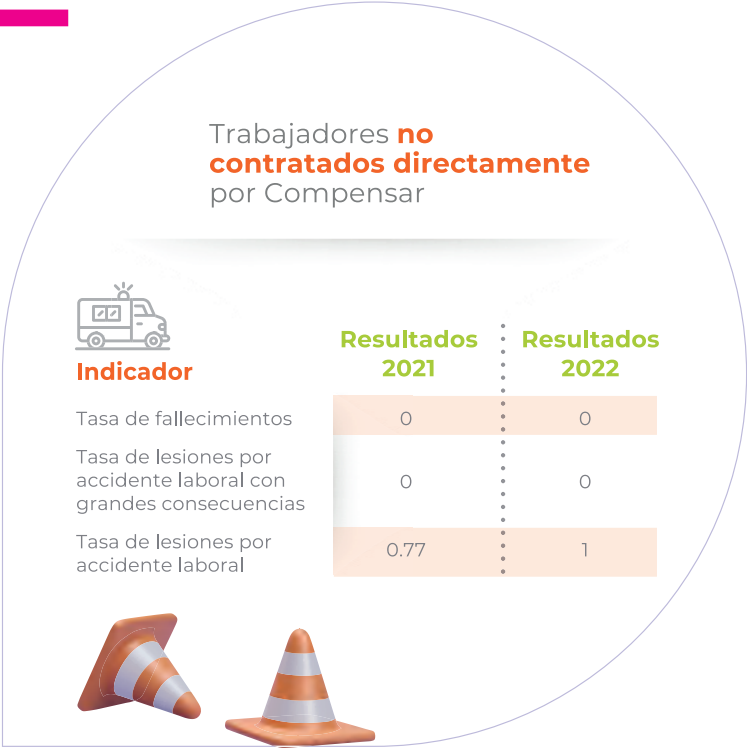 Trabajadores no
contratados directamente
por Compensar
Indicador
Resultados
2021
Resultados
2022
Tasa de fallecimientos 0 0
Tasa de lesiones por
accidente laboral con
grandes consecuencias
0 0
Tasa de lesiones por
accidente laboral
0.77 1